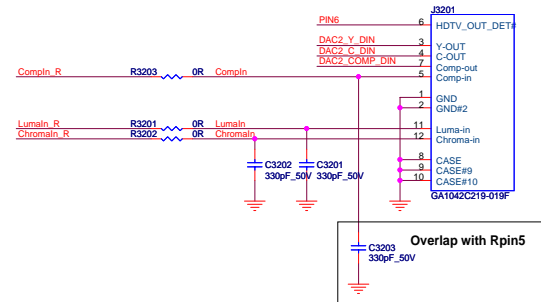 J3201
PIN6
6
HDTV_OUT_DET#
DAC2_Y_DIN
3
Y-OUT
DAC2_C_DIN
4
C-OUT
DAC2_COMP_DIN
7
Comp-out
CompIn_R
R3203
0R
CompIn
5
Comp-in
1
GND
2
GND#2
LumaIn_R
R3201
0R
LumaIn
11
Luma-in
ChromaIn_R
R3202
0R
ChromaIn
12
Chroma-in
8
CASE
9
CASE#9
10
CASE#10
C3202
330pF_50V
C3201
330pF_50V
GA1042C219-019F
Overlap with Rpin5
C3203
330pF_50V